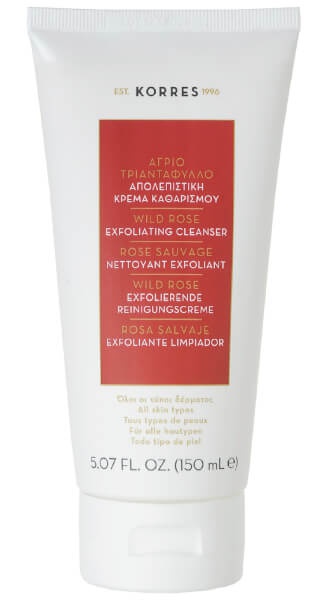 EST. KORRES 1996
ΑΓΡΙΟ
ΤΡΙΑΝΤΑΦΥΛΛΟ
ΑΠΟΛΕΠΙΣΤΙΚΗ
ΚΡΕΜΑ ΚΑΘΑΡΙΣΜΟΥ
WILD ROSE
EXFOLIATING CLEANSER
ROSE SAUVAGE
NETTOYANT EXFOLIANT
WILD ROSE
EXFOLIERENDE
REINIGUNGSCREME
ROSA SALVAJE
EXFOLIANTE LIMPIADOR
Όλοι οι τύποι δέρματος
All skin types
Tous types de peaux
Für alle hautypen
Todo tipo de piel
5.07 FL. OZ. (150 mL ℮)